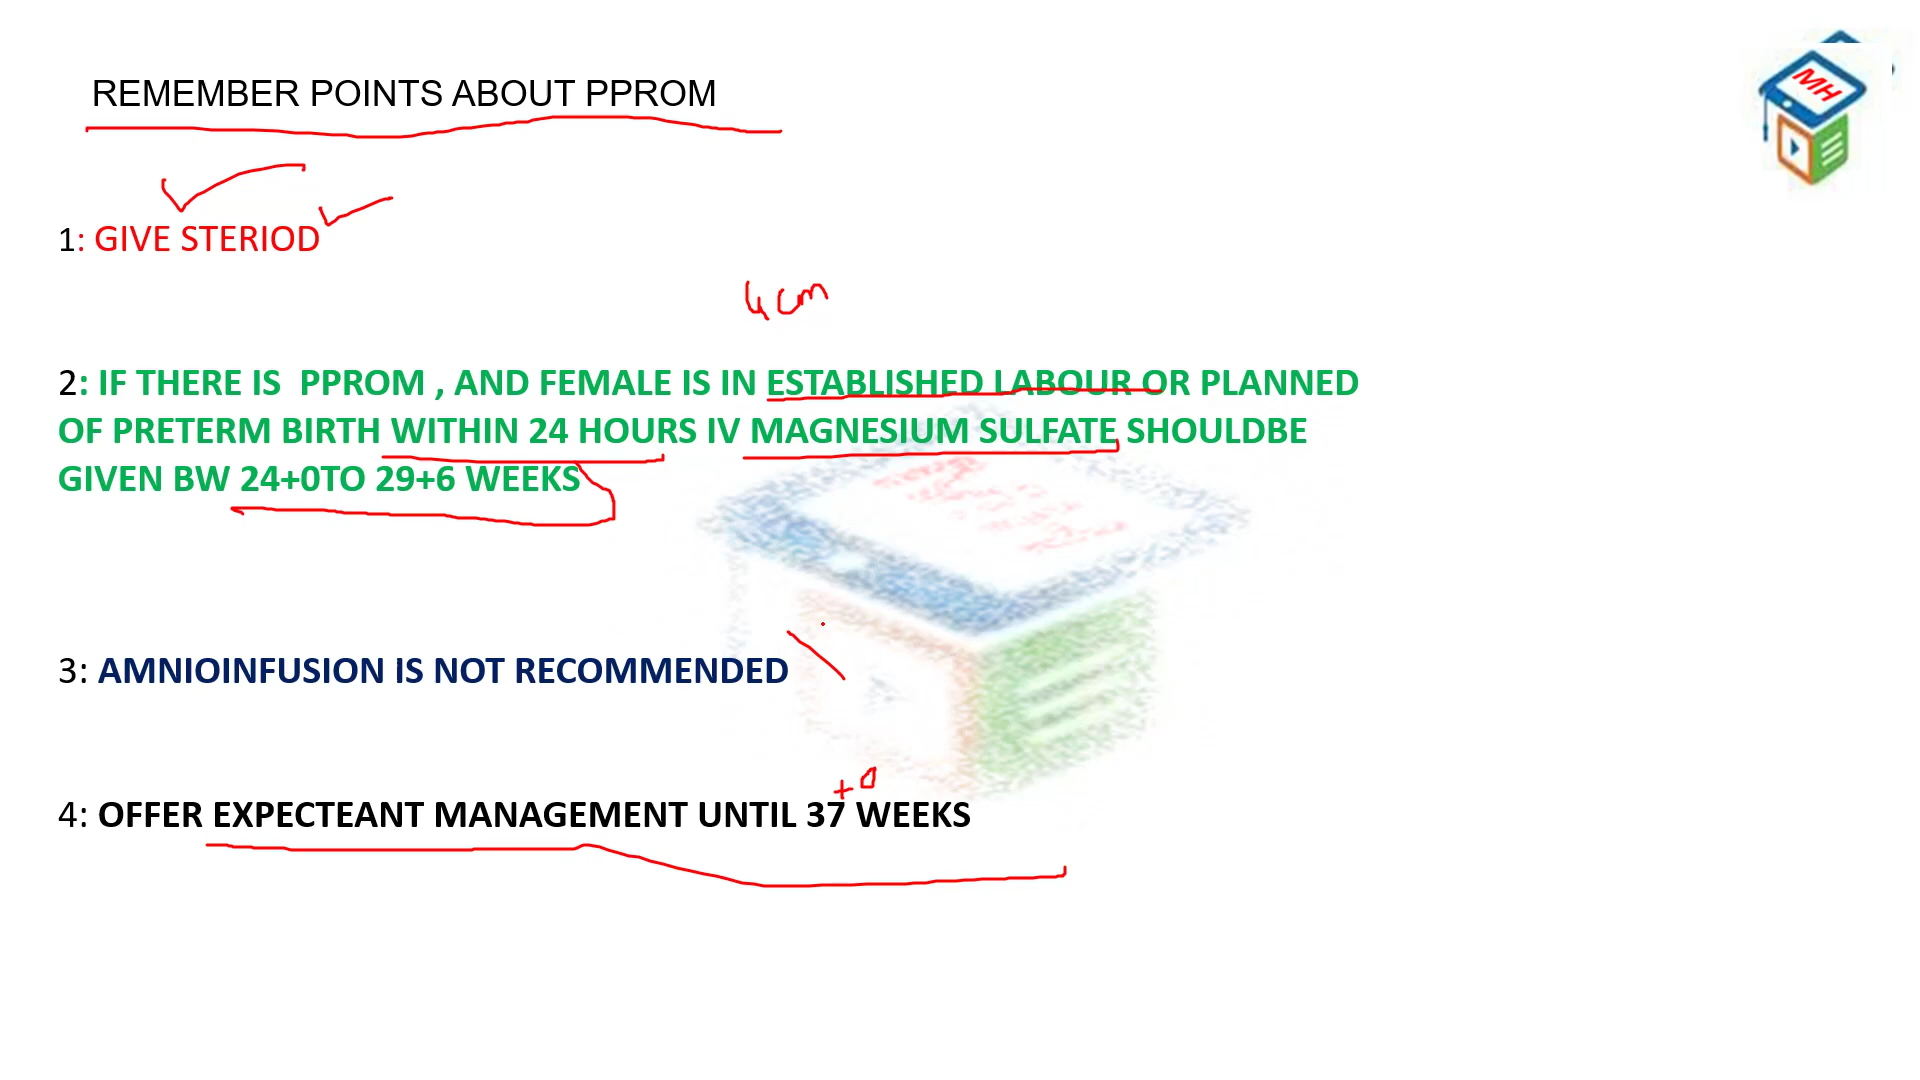 MH
REMEMBER POINTS ABOUT PPROM
1: GIVE STERIOD
4cm
2: IF THERE IS PPROM , AND FEMALE IS IN ESTABLISHED LABOUR OR PLANNED
OF PRETERM BIRTH WITHIN 24 HOURS IV MAGNESIUM SULFATE SHOULDBE
GIVEN BW 24+0TO 29+6 WEEKS
3: AMNIOINFUSION IS NOT RECOMMENDED
+0
4: OFFER EXPECTEANT MANAGEMENT UNTIL 37 WEEKS